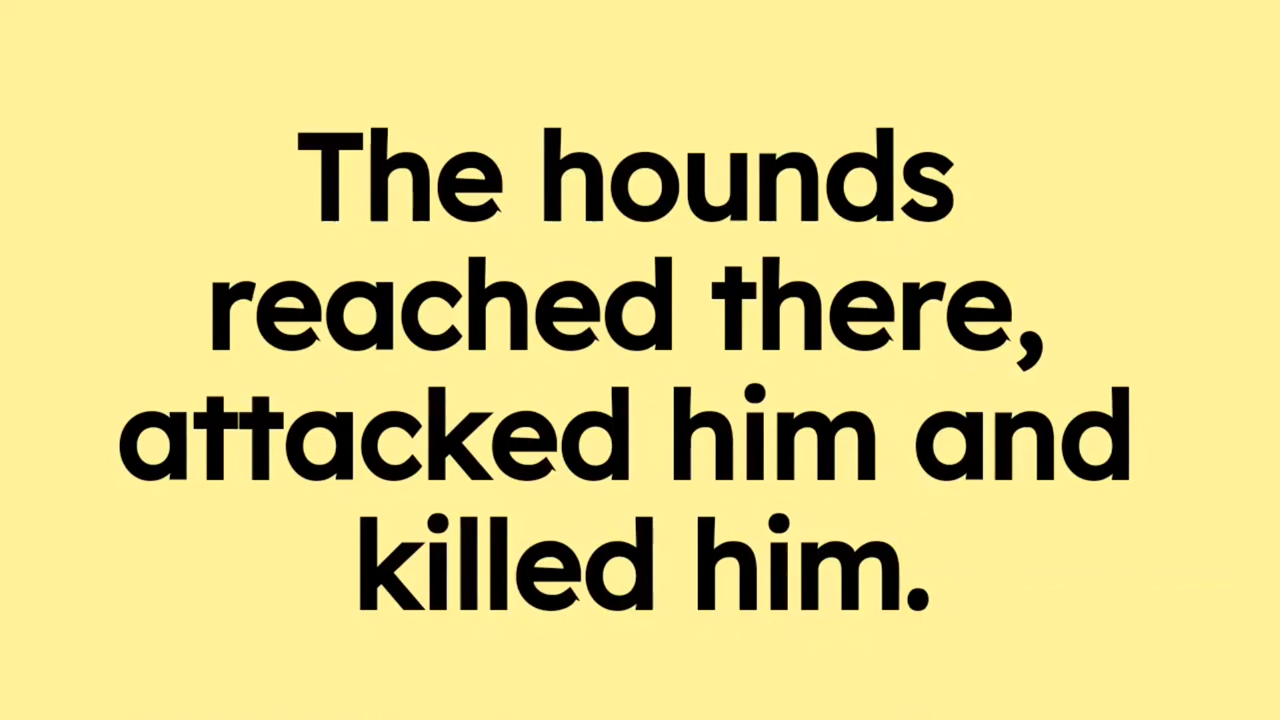 The hounds
reached there,
attacked him and
killed him.